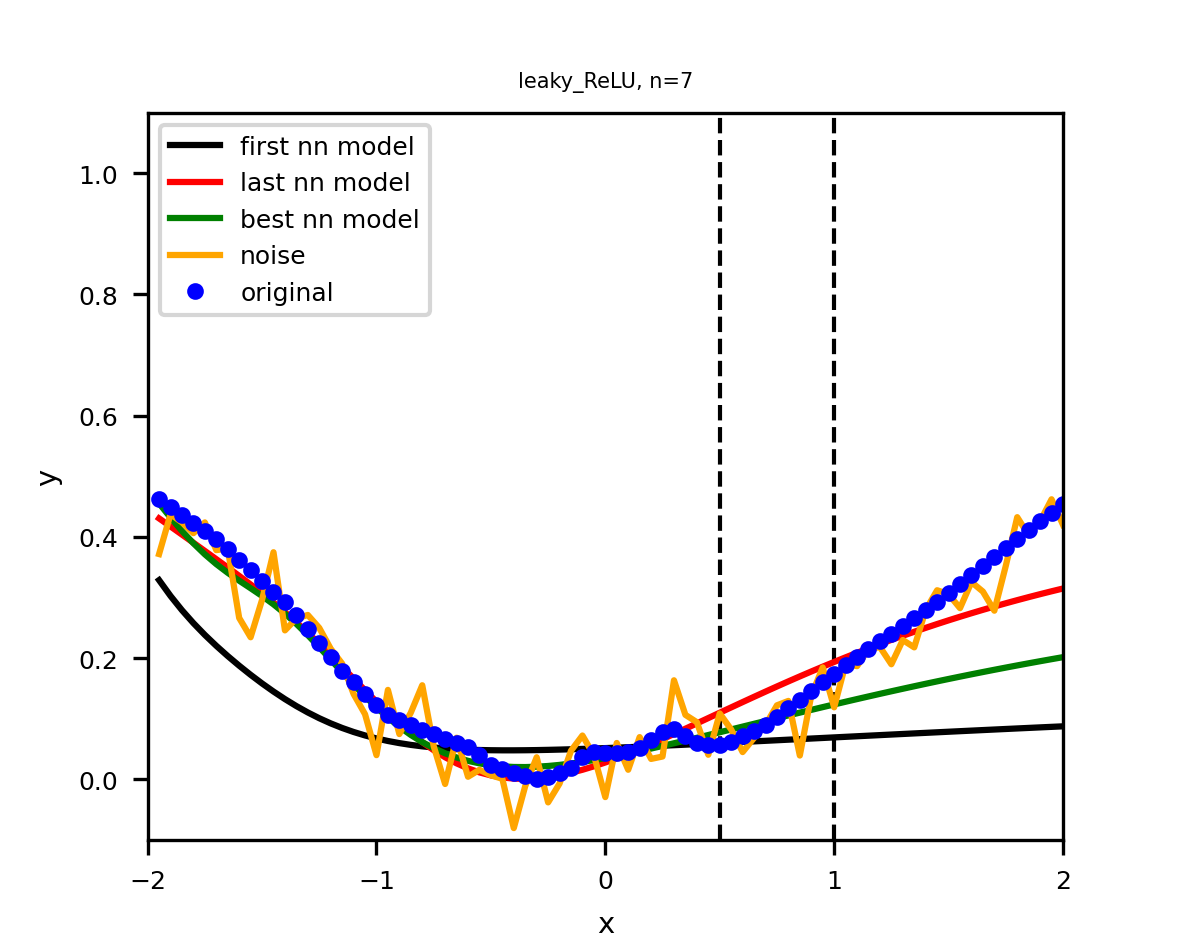 leaky_ReLU, n=7
first nn model
last nn model
best nn model
noise
original
1.0
0.8
0.6
0.4
0.2
0.0
y
−2
−1
0
1
2
x